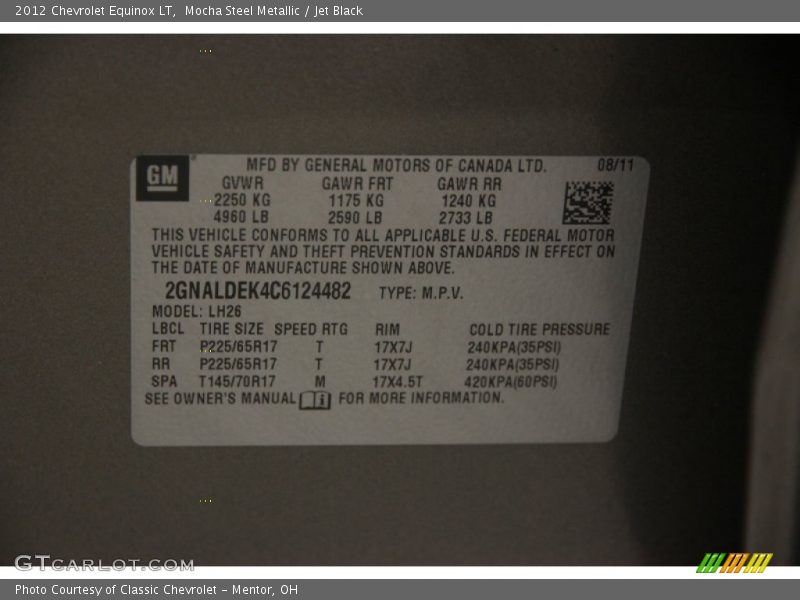 2012 Chevrolet Equinox LT, Mocha Steel Metallic / Jet Black
GM MFD BY GENERAL MOTORS OF CANADA LTD. 08/11
GVWR GAWR FRT GAWR RR
2250 KG 1175 KG 1240 KG
4960 LB 2590 LB 2733 LB
THIS VEHICLE CONFORMS TO ALL APPLICABLE U.S. FEDERAL MOTOR
VEHICLE SAFETY AND THEFT PREVENTION STANDARDS IN EFFECT ON
THE DATE OF MANUFACTURE SHOWN ABOVE.
2GNALDEK4C6124482 TYPE: M.P.V.
MODEL: LH26
LBCL TIRE SIZE SPEED RTG RIM COLD TIRE PRESSURE
FRT P225/65R17 T 17X7J 240KPA(35PSI)
RR P225/65R17 T 17X7J 240KPA(35PSI)
SPA T145/70R17 M 17X4.5T 420KPA(60PSI)
SEE OWNER'S MANUAL i FOR MORE INFORMATION.
GTCARLOT.COM
Photo Courtesy of Classic Chevrolet - Mentor, OH